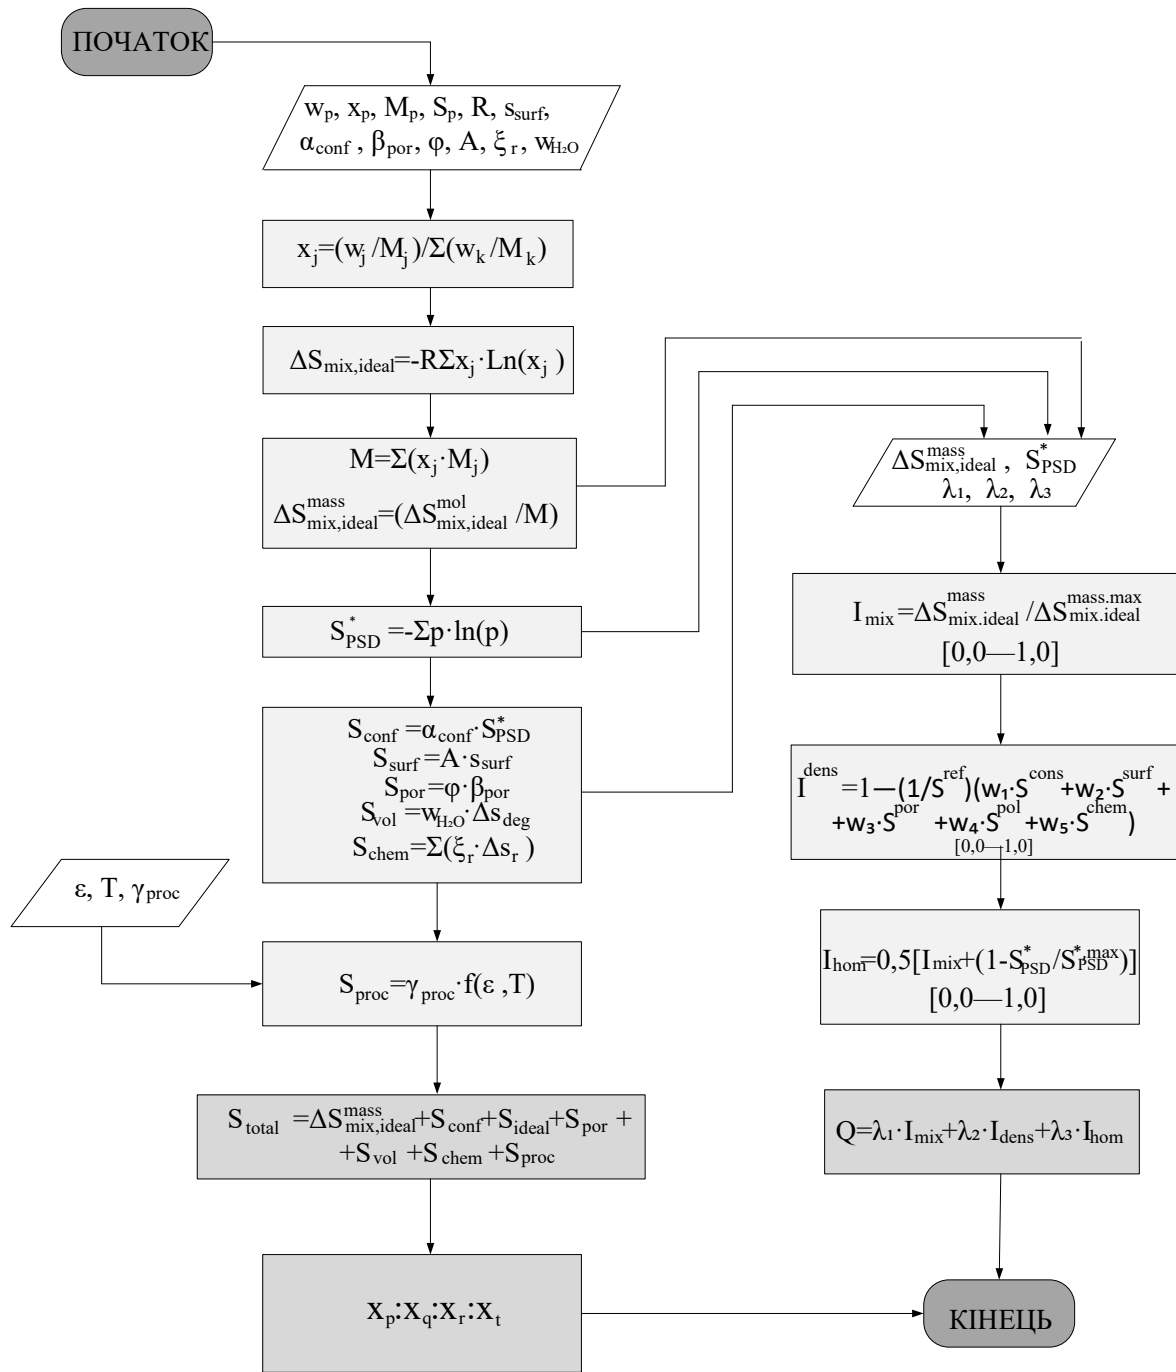 ПОЧАТОК
w_p, x_p, M_p, S_p, R, s_surf,
α_conf, β_por, φ, A, ξ_r, w_H₂O
x_j=(w_j/M_j)/Σ(w_k/M_k)
ΔS_mix,ideal=-RΣx_j·Ln(x_j)
M=Σ(x_j·M_j)
ΔS^mass_mix,ideal=(ΔS^mol_mix,ideal/M)
S*_PSD=-Σp·ln(p)
S_conf=α_conf·S*_PSD
S_surf=A·s_surf
S_por=φ·β_por
S_vol=w_H₂O·Δs_deg
S_chem=Σ(ξ_r·Δs_r)
ε, T, γ_proc
S_proc=γ_proc·f(ε,T)
S_total=ΔS^mass_mix,ideal+S_conf+S_ideal+S_por+
+S_vol+S_chem+S_proc
x_p:x_q:x_r:x_t
ΔS^mass_mix,ideal, S*_PSD
λ₁, λ₂, λ₃
I_mix=ΔS^mass_mix.ideal/ΔS^mass.max_mix.ideal
[0,0—1,0]
I^dens=1—(1/S^ref)(w₁·S^cons+w₂·S^surf+
+w₃·S^por+w₄·S^pol+w₅·S^chem)
[0,0—1,0]
I_hom=0,5[I_mix+(1-S*_PSD/S*,max_PSD)]
[0,0—1,0]
Q=λ₁·I_mix+λ₂·I_dens+λ₃·I_hom
КІНЕЦЬ